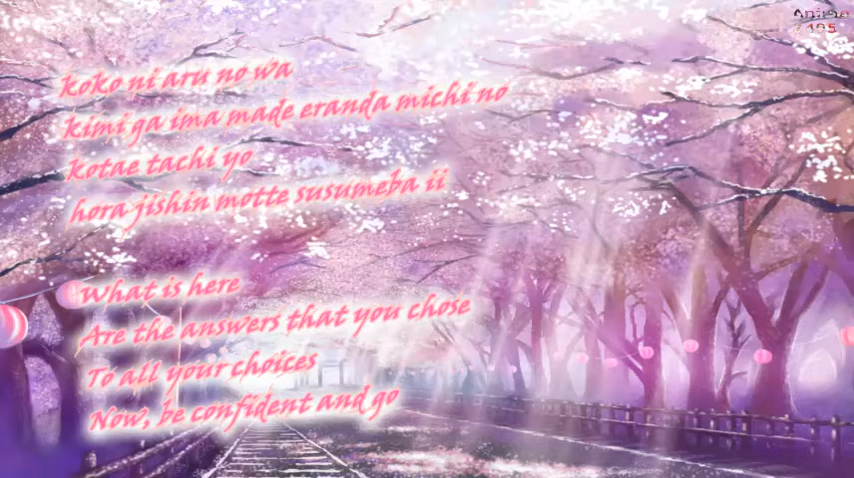 Anime
195
koko ni aru no wa
kimi ga ima made eranda michi no
kotae tachi yo
hora jishin motte susumeba ii
What is here
Are the answers that you chose
To all your choices
Now, be confident and go